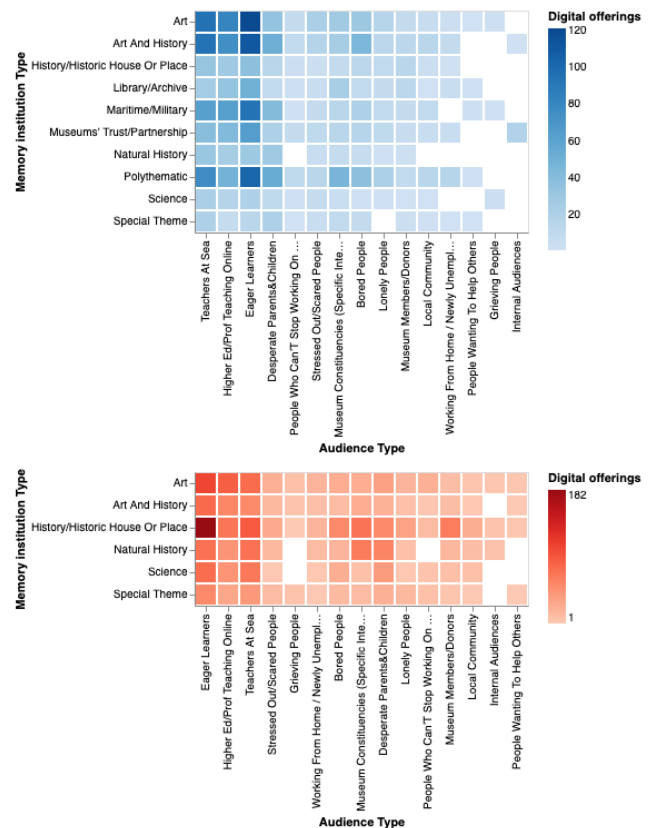 Digital offerings
Memory institution Type
Art
Art And History
History/Historic House Or Place
Library/Archive
Maritime/Military
Museums' Trust/Partnership
Natural History
Polythematic
Science
Special Theme
120
100
80
60
40
20
Teachers At Sea
Higher Ed/Prof Teaching Online
Eager Learners
Desperate Parents&Children
People Who Can'T Stop Working On …
Stressed Out/Scared People
Museum Constituencies (Specific Inte…
Bored People
Lonely People
Museum Members/Donors
Local Community
Working From Home / Newly Unempl…
People Wanting To Help Others
Grieving People
Internal Audiences
Audience Type
Digital offerings
Memory institution Type
Art
Art And History
History/Historic House Or Place
Natural History
Science
Special Theme
182
1
Eager Learners
Higher Ed/Prof Teaching Online
Teachers At Sea
Stressed Out/Scared People
Grieving People
Working From Home / Newly Unempl…
Bored People
Museum Constituencies (Specific Inte…
Desperate Parents&Children
Lonely People
People Who Can'T Stop Working On …
Museum Members/Donors
Local Community
Internal Audiences
People Wanting To Help Others
Audience Type